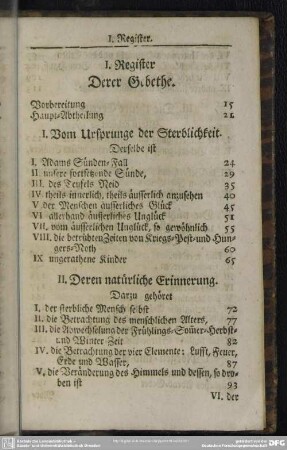 I. Register.
I. Register
Derer Gebethe.
Vorbereitung 15
Haupt-Abtheilung 21
I. Vom Ursprunge der Sterblichkeit.
Derselbe ist
I. Adams Sünden-Fall 24
II unsere fortsetzende Sünde, 29
III. des Teufels Neid 35
IV. theils innerlich, theils äusserlich anzusehen 40
V der Menschen äusserliches Glück 45
VI allerhand äusserliches Unglück 51
VII. vom äusserlichen Unglück, so gewöhnlich 55
VIII. die betrübten Zeiten von Kriegs-Pest-und Hun-
gers-Noth 60
IX ungerathene Kinder 65
II. Deren natürliche Erinnerung.
Darzu gehöret
I. der sterbliche Mensch selbst 72
II. die Betrachtung des menschlichen Alters, 77
III. die Abwechselung der Frühlings-Som̃er-Herbst-
und Winter Zeit 82
IV. die Betrachtung der vier Elemente: Lufft, Feuer,
Erde und Wasser, 87
V. die Veränderung des Himmels und dessen, so dro-
ben ist 93
VI. der